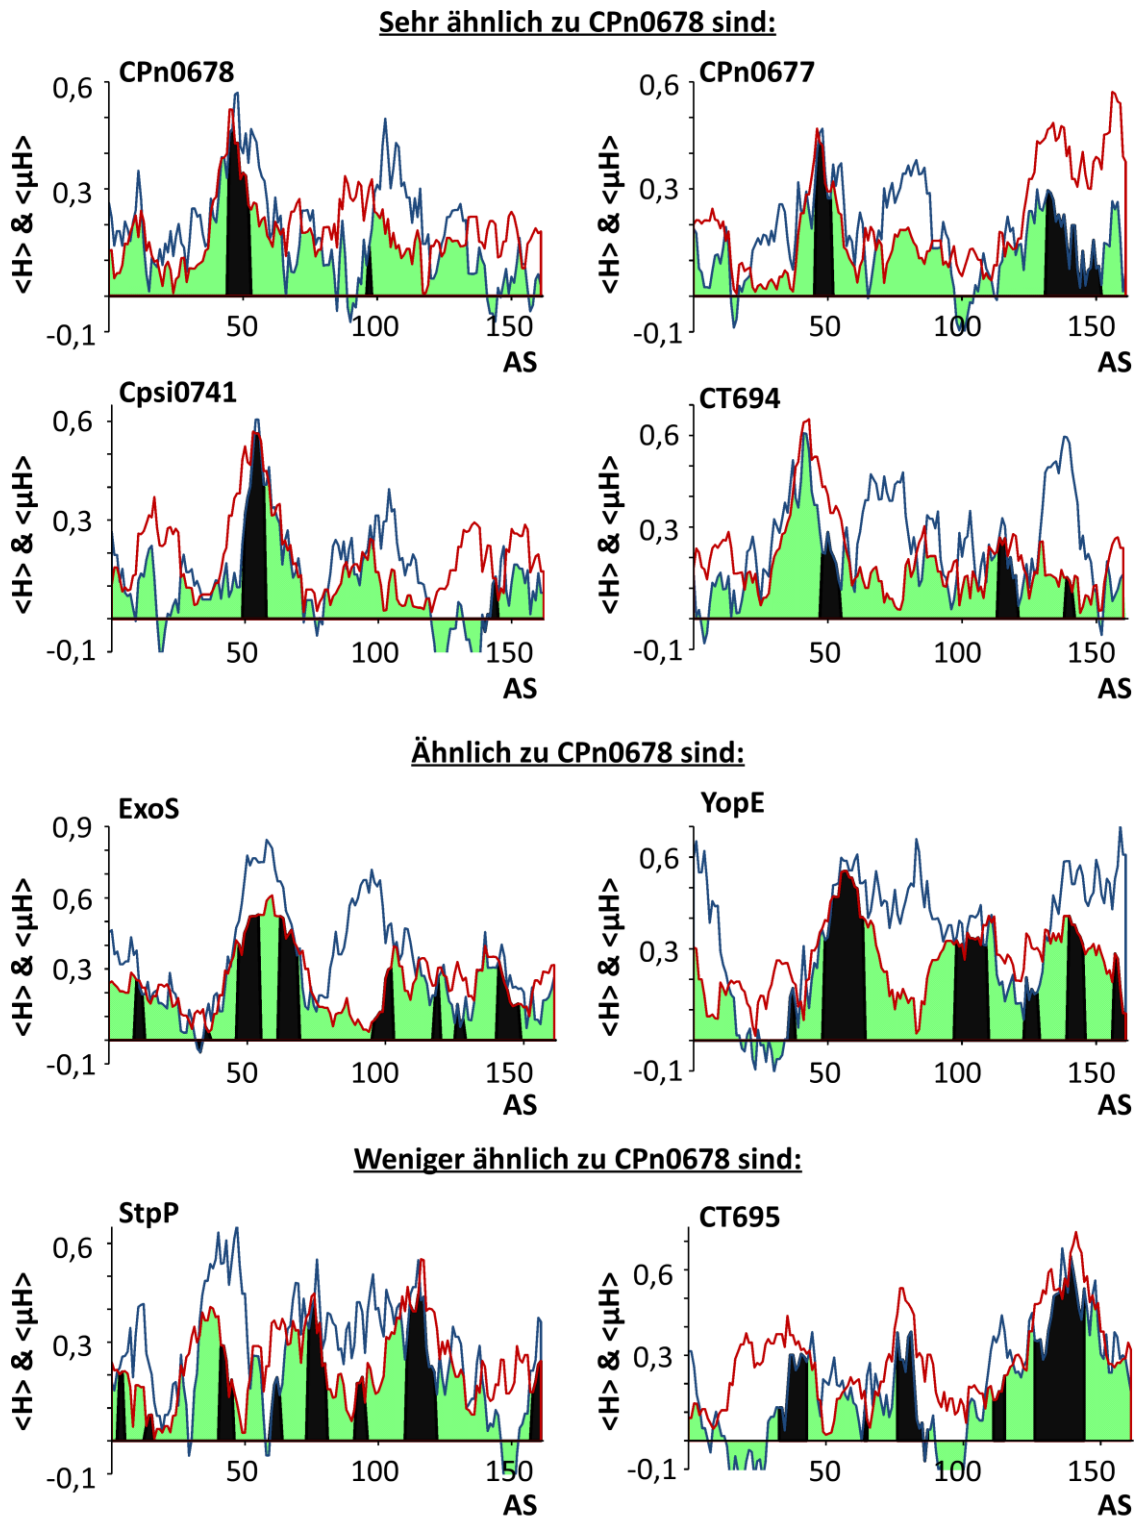 Sehr ähnlich zu CPn0678 sind:
CPn0678
0,6
0,3
-0,1
<H> & <µH>
50
100
150
AS
CPn0677
0,6
0,3
-0,1
<H> & <µH>
50
100
150
AS
Cpsi0741
0,6
0,3
-0,1
<H> & <µH>
50
100
150
AS
CT694
0,6
0,3
-0,1
<H> & <µH>
50
100
150
AS
Ähnlich zu CPn0678 sind:
ExoS
0,9
0,6
0,3
-0,1
<H> & <µH>
50
100
150
AS
YopE
0,6
0,3
-0,1
<H> & <µH>
50
100
150
AS
Weniger ähnlich zu CPn0678 sind:
StpP
0,6
0,3
-0,1
<H> & <µH>
50
100
150
AS
CT695
0,6
0,3
-0,1
<H> & <µH>
50
100
150
AS